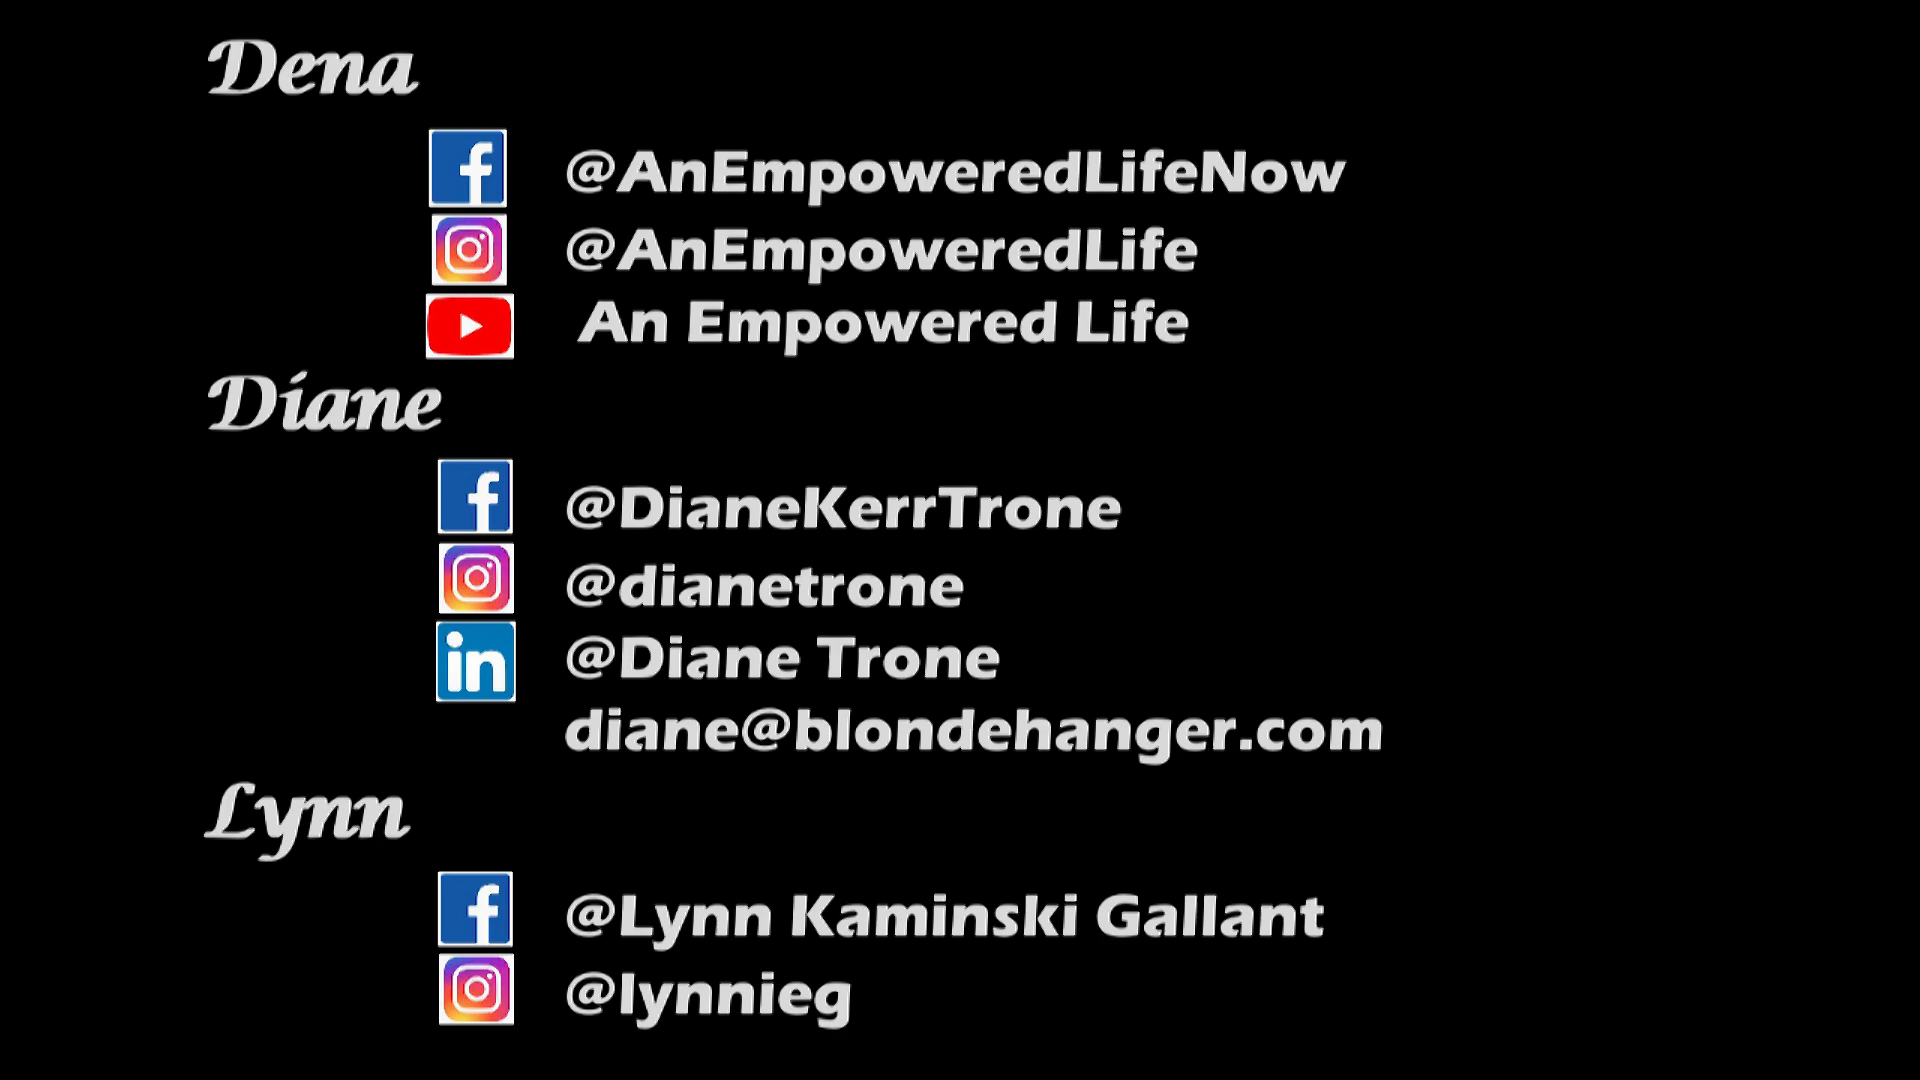 Dena
@AnEmpoweredLifeNow
@AnEmpoweredLife
An Empowered Life
Diane
@DianeKerrTrone
@dianetrone
in @Diane Trone
diane@blondehanger.com
Lynn
@Lynn Kaminski Gallant
@lynnieg